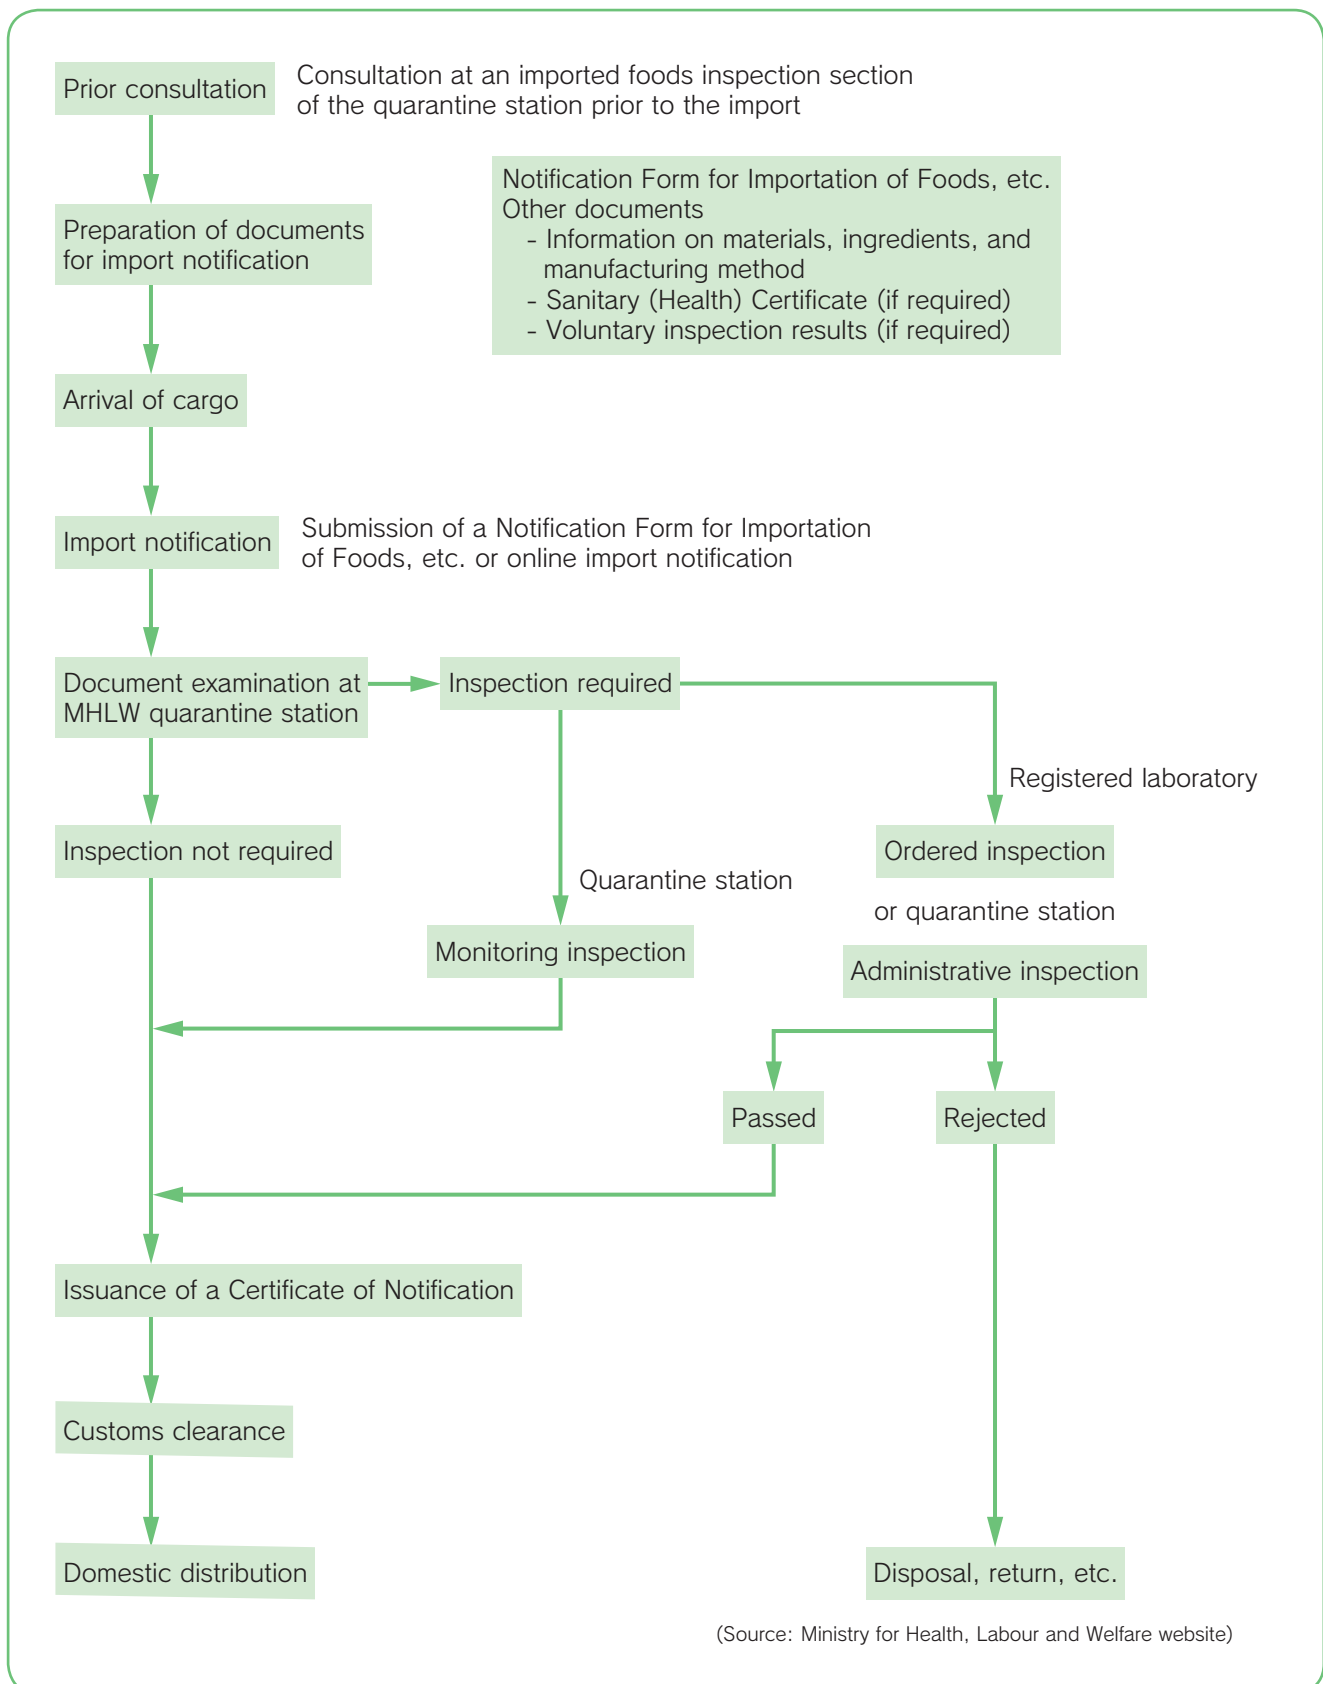 Prior consultation
Consultation at an imported foods inspection section
of the quarantine station prior to the import
Notification Form for Importation of Foods, etc.
Other documents
- Information on materials, ingredients, and
manufacturing method
- Sanitary (Health) Certificate (if required)
- Voluntary inspection results (if required)
Preparation of documents
for import notification
Arrival of cargo
Import notification
Submission of a Notification Form for Importation
of Foods, etc. or online import notification
Document examination at
MHLW quarantine station
Inspection required
Registered laboratory
Inspection not required
Ordered inspection
Quarantine station
or quarantine station
Monitoring inspection
Administrative inspection
Passed
Rejected
Issuance of a Certificate of Notification
Customs clearance
Domestic distribution
Disposal, return, etc.
(Source: Ministry for Health, Labour and Welfare website)